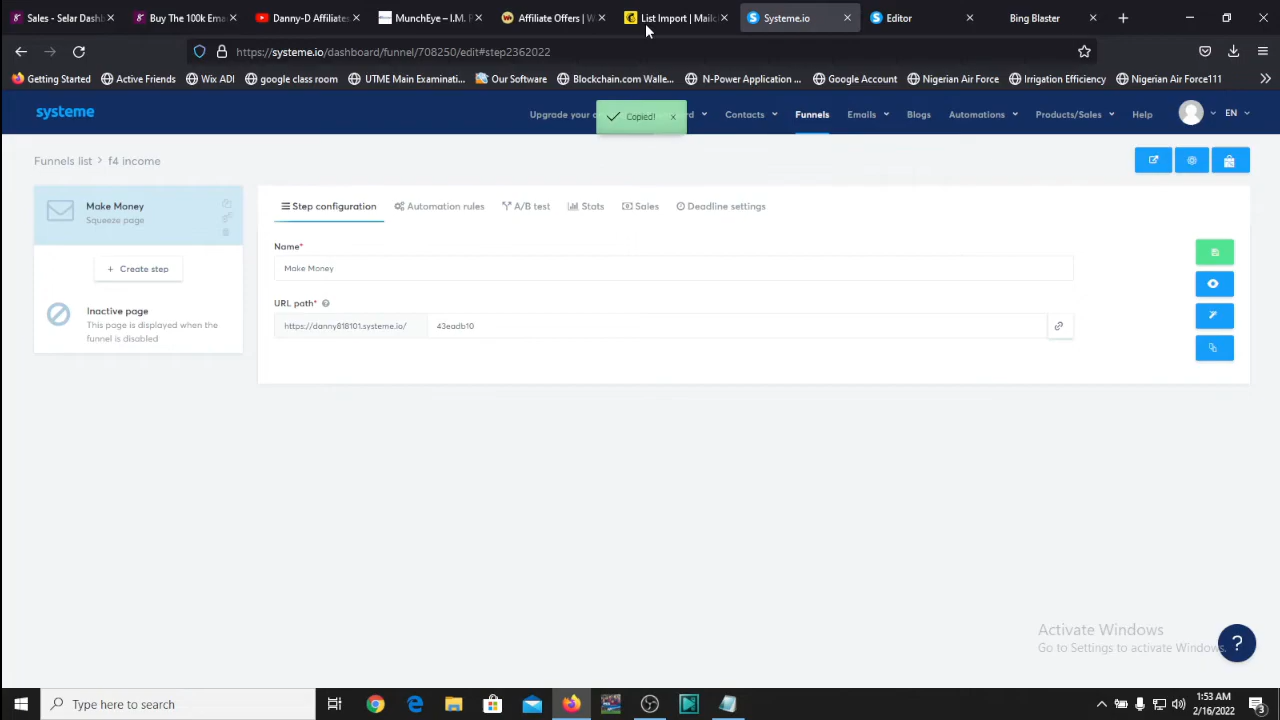 Sales - Sales Dashb
Buy The 100k Ema
Danny-D Affiliates
MunchEye – I.M. P
Affiliate Offers | W
List Import | Mailc
Systeme.io
Editor
Bing Blaster
https://systeme.io/dashboard/funnel/708250/edit#step2362022
Getting Started
Active Friends
Wix ADI
google class room
UTME Main Examinati...
Our Software
Blockchain.com Walle...
N-Power Application ...
Google Account
Nigerian Air Force
Irrigation Efficiency
Nigerian Air Force111
systeme
Upgrade your
Copied!
rd
Contacts
Funnels
Emails
Blogs
Automations
Products/Sales
Help
EN
Funnels list > f4 income
Make Money
Squeeze page
+ Create step
Inactive page
This page is displayed when the
funnel is disabled
Step configuration
Automation rules
A/B test
Stats
Sales
Deadline settings
Name*
Make Money
URL path*
https://danny818101.systeme.io/
43eadb10
Activate Windows
Go to Settings to activate Windows.
?
Type here to search
1:53 AM
2/16/2022
3